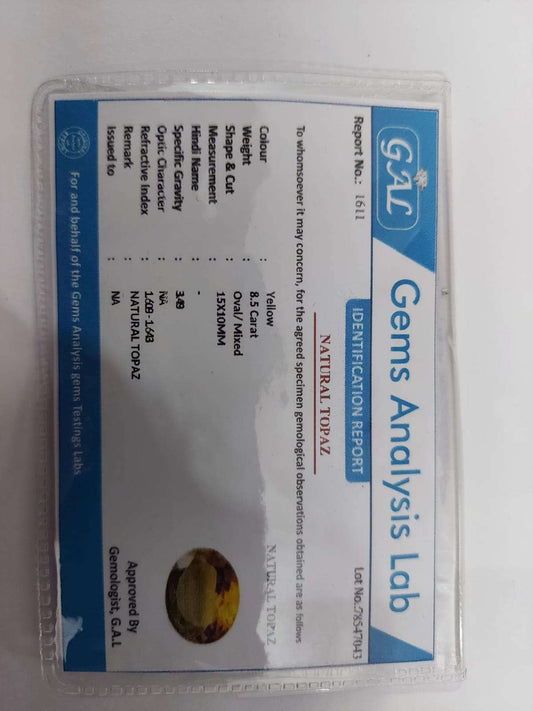 GAL
Gems Analysis Lab
Report No.: 1611
IDENTIFICATION REPORT
Lot No.:78547043
NATURAL TOPAZ
To whomsoever it may concern, for the agreed specimen gemological observations obtained are as follows
Colour : Yellow
Weight : 8.5 Carat
Shape & Cut : Oval/ Mixed
Measurement : 15X10MM
Hindi Name : -
Specific Gravity : 3.49
Optic Character : NA
Refractive Index : 1.609-1.643
Remark : NATURAL TOPAZ
Issued to : NA
NATURAL TOPAZ
Approved By
Gemologist, G.A.L
For and behalf of the Gems Analysis gems Testings Labs